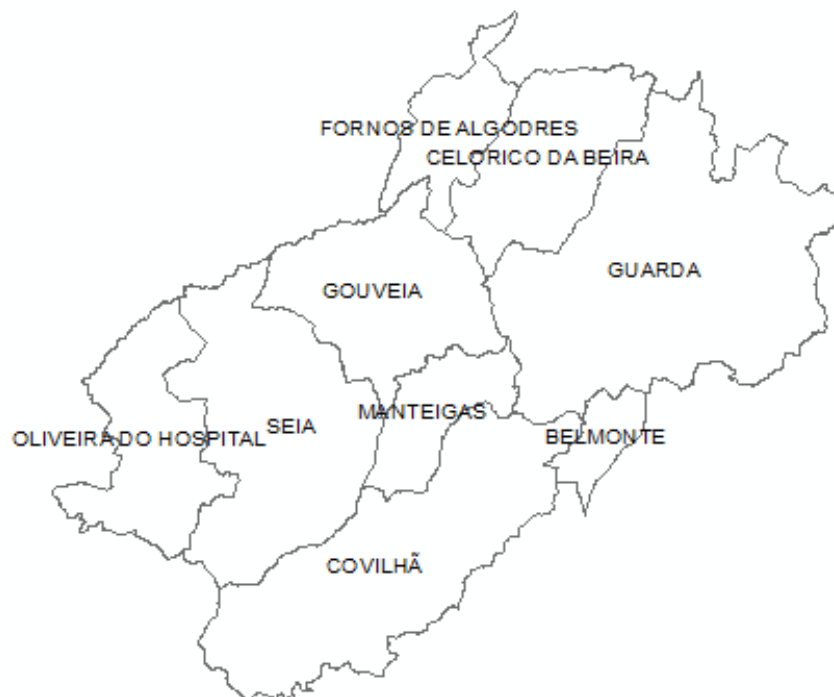 FORNOS DE ALGODRES
CELORICO DA BEIRA
GUARDA
GOUVEIA
MANTEIGAS
SEIA
OLIVEIRA DO HOSPITAL
BELMONTE
COVILHÃ